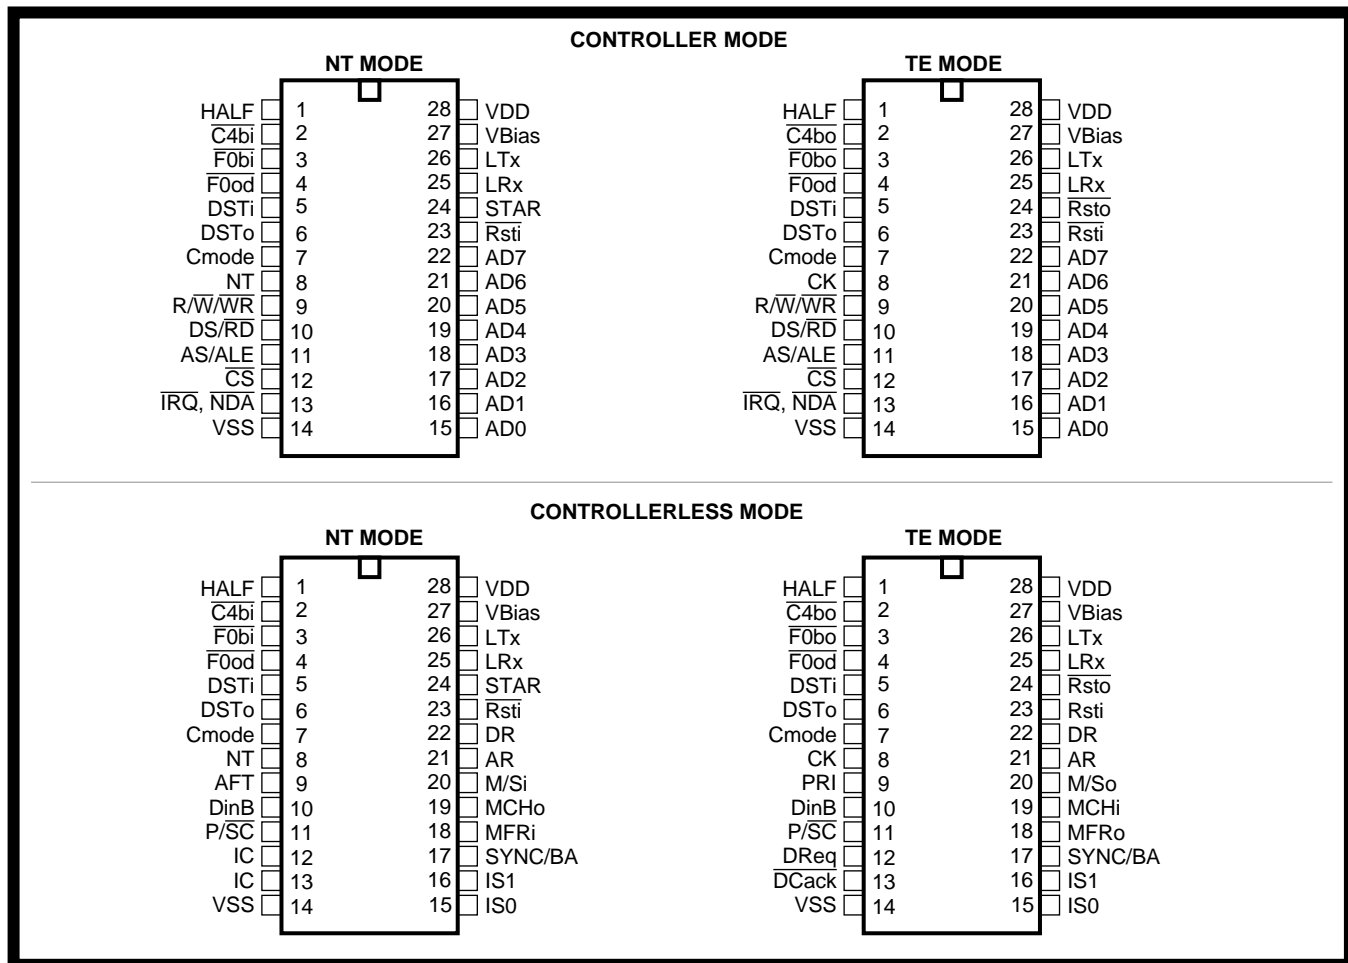 CONTROLLER MODE
NT MODE
HALF 1 28 VDD
C4bi 2 27 VBias
F0bi 3 26 LTx
F0od 4 25 LRx
DSTi 5 24 STAR
DSTo 6 23 Rsti
Cmode 7 22 AD7
NT 8 21 AD6
R/W/WR 9 20 AD5
DS/RD 10 19 AD4
AS/ALE 11 18 AD3
CS 12 17 AD2
IRQ, NDA 13 16 AD1
VSS 14 15 AD0
TE MODE
HALF 1 28 VDD
C4bo 2 27 VBias
F0bo 3 26 LTx
F0od 4 25 LRx
DSTi 5 24 Rsto
DSTo 6 23 Rsti
Cmode 7 22 AD7
CK 8 21 AD6
R/W/WR 9 20 AD5
DS/RD 10 19 AD4
AS/ALE 11 18 AD3
CS 12 17 AD2
IRQ, NDA 13 16 AD1
VSS 14 15 AD0
CONTROLLERLESS MODE
NT MODE
HALF 1 28 VDD
C4bi 2 27 VBias
F0bi 3 26 LTx
F0od 4 25 LRx
DSTi 5 24 STAR
DSTo 6 23 Rsti
Cmode 7 22 DR
NT 8 21 AR
AFT 9 20 M/Si
DinB 10 19 MCHo
P/SC 11 18 MFRi
IC 12 17 SYNC/BA
IC 13 16 IS1
VSS 14 15 IS0
TE MODE
HALF 1 28 VDD
C4bo 2 27 VBias
F0bo 3 26 LTx
F0od 4 25 LRx
DSTi 5 24 Rsto
DSTo 6 23 Rsti
Cmode 7 22 DR
CK 8 21 AR
PRI 9 20 M/So
DinB 10 19 MCHi
P/SC 11 18 MFRo
DReq 12 17 SYNC/BA
DCack 13 16 IS1
VSS 14 15 IS0